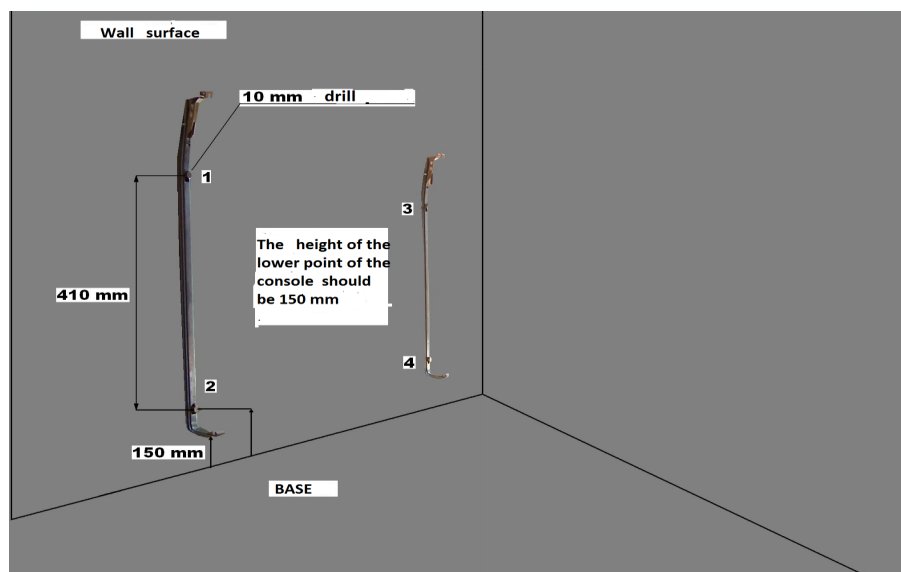 Wall surface
10 mm drill
1
3
The height of the
lower point of the
console should
be 150 mm
410 mm
4
2
150 mm
BASE